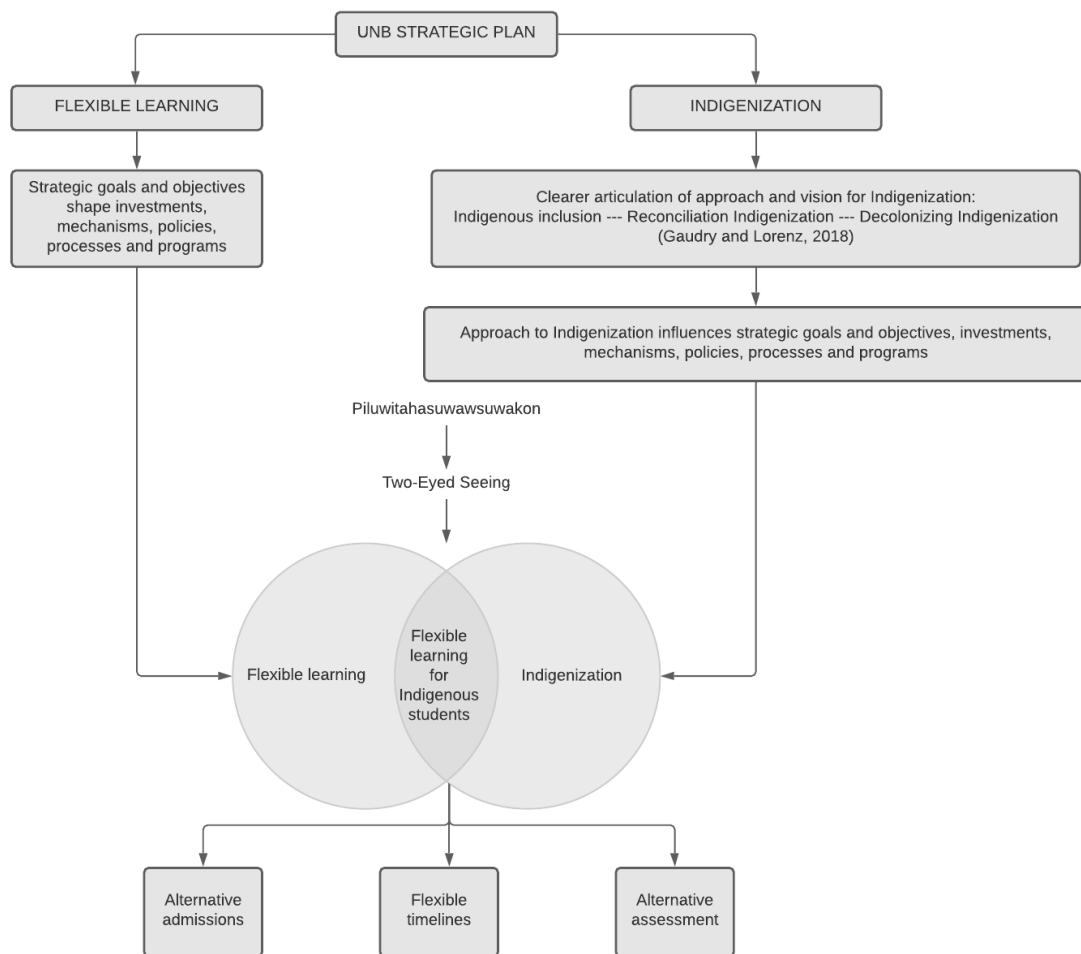 UNB STRATEGIC PLAN
FLEXIBLE LEARNING
INDIGENIZATION
Strategic goals and objectives
shape investments,
mechanisms, policies,
processes and programs
Clearer articulation of approach and vision for Indigenization:
Indigenous inclusion --- Reconciliation Indigenization --- Decolonizing Indigenization
(Gaudry and Lorenz, 2018)
Approach to Indigenization influences strategic goals and objectives, investments,
mechanisms, policies, processes and programs
Piluwitahasuwawsuwakon
Two-Eyed Seeing
Flexible learning
Flexible
learning
for
Indigenous
students
Indigenization
Alternative
admissions
Flexible
timelines
Alternative
assessment